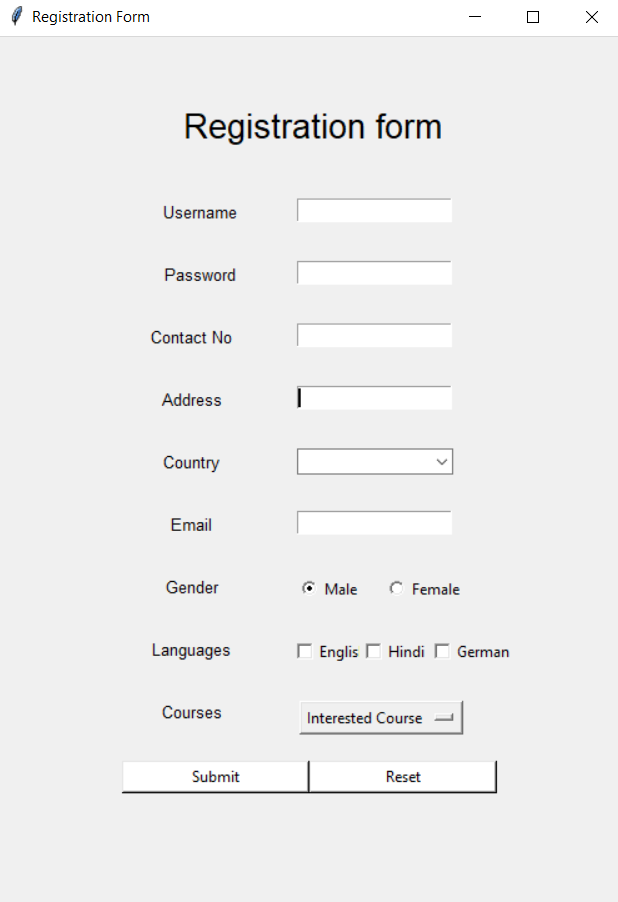 Registration Form
Registration form
Username
Password
Contact No
Address
Country
Email
Gender Male Female
Languages Englis Hindi German
Courses Interested Course
Submit Reset